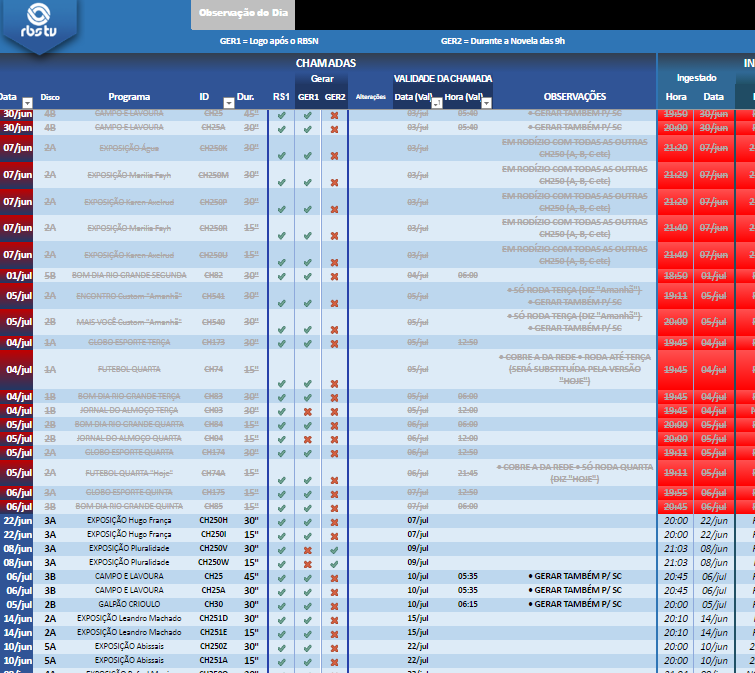 rbs tv
Observação do Dia
GER1 = Logo após o RBSN GER2 = Durante a Novela das 9h
CHAMADAS IN
Gerar VALIDADE DA CHAMADA Ingestado
Data Disco Programa ID Dur. R$1 GER1 GER2 Alterações Data (Val) Hora (Val) OBSERVAÇÕES Hora Data
30/jun 4B CAMPO E LAVOURA CH25 45" 03/jul 05:40 • GERAR TAMBÉM P/ SC 19:50 30/jun
30/jun 4B CAMPO E LAVOURA CH25A 30" 03/jul 05:40 • GERAR TAMBÉM P/ SC 20:00 30/jun
07/jun 2A EXPOSIÇÃO Água CH250K 30" 03/jul EM RODÍZIO COM TODAS AS OUTRAS CH250 (A, B, C etc) 21:20 07/jun
07/jun 2A EXPOSIÇÃO Marilia Fayh CH250M 30" 03/jul EM RODÍZIO COM TODAS AS OUTRAS CH250 (A, B, C etc) 21:20 07/jun
07/jun 2A EXPOSIÇÃO Karen Axelrud CH250P 30" 03/jul EM RODÍZIO COM TODAS AS OUTRAS CH250 (A, B, C etc) 21:20 07/jun
07/jun 2A EXPOSIÇÃO Marilia Fayh CH250R 15" 03/jul EM RODÍZIO COM TODAS AS OUTRAS CH250 (A, B, C etc) 21:40 07/jun
07/jun 2A EXPOSIÇÃO Karen Axelrud CH250U 15" 03/jul EM RODÍZIO COM TODAS AS OUTRAS CH250 (A, B, C etc) 21:40 07/jun
01/jul 5B BOM DIA RIO GRANDE SEGUNDA CH82 30" 04/jul 06:00 18:50 01/jul
05/jul 2A ENCONTRO Custom "Amanhã" CH541 30" 05/jul • SÓ RODA TERÇA (DIZ "Amanhã") • GERAR TAMBÉM P/ SC 19:11 05/jul
05/jul 2B MAIS VOCÊ Custom "Amanhã" CH540 30" 05/jul • SÓ RODA TERÇA (DIZ "Amanhã") • GERAR TAMBÉM P/ SC 20:00 05/jul
04/jul 1A GLOBO ESPORTE TERÇA CH173 30" 05/jul 12:50 19:45 04/jul
04/jul 1A FUTEBOL QUARTA CH74 15" 05/jul • COBRE A DA REDE • RODA ATÉ TERÇA (SERÁ SUBSTITUÍDA PELA VERSÃO "HOJE") 19:45 04/jul
04/jul 1B BOM DIA RIO GRANDE TERÇA CH83 30" 05/jul 06:00 19:45 04/jul
04/jul 1B JORNAL DO ALMOÇO TERÇA CH03 30" 05/jul 12:00 19:45 04/jul
05/jul 2B BOM DIA RIO GRANDE QUARTA CH84 15" 06/jul 06:00 20:00 05/jul
05/jul 2B JORNAL DO ALMOÇO QUARTA CH04 15" 06/jul 12:00 20:00 05/jul
05/jul 2A GLOBO ESPORTE QUARTA CH174 30" 06/jul 12:50 19:11 05/jul
05/jul 2A FUTEBOL QUARTA "Hoje" CH74A 15" 06/jul 21:45 • COBRE A DA REDE • SÓ RODA QUARTA (DIZ "HOJE") 19:11 05/jul
06/jul 3A GLOBO ESPORTE QUINTA CH175 15" 07/jul 12:50 19:55 06/jul
06/jul 3B BOM DIA RIO GRANDE QUINTA CH85 15" 07/jul 06:00 20:45 06/jul
22/jun 3A EXPOSIÇÃO Hugo França CH250H 30" 07/jul 20:00 22/jun
22/jun 3A EXPOSIÇÃO Hugo França CH250I 15" 07/jul 20:00 22/jun
08/jun 3A EXPOSIÇÃO Pluralidade CH250V 30" 09/jul 21:03 08/jun
08/jun 3A EXPOSIÇÃO Pluralidade CH250W 15" 09/jul 21:03 08/jun
06/jul 3B CAMPO E LAVOURA CH25 45" 10/jul 05:35 • GERAR TAMBÉM P/ SC 20:45 06/jul
06/jul 3B CAMPO E LAVOURA CH25A 30" 10/jul 05:35 • GERAR TAMBÉM P/ SC 20:45 06/jul
05/jul 2B GALPÃO CRIOULO CH30 30" 10/jul 06:15 • GERAR TAMBÉM P/ SC 20:00 05/jul
14/jun 2A EXPOSIÇÃO Leandro Machado CH251D 30" 15/jul 20:10 14/jun
14/jun 2A EXPOSIÇÃO Leandro Machado CH251E 15" 15/jul 20:10 14/jun
10/jun 5A EXPOSIÇÃO Abissais CH250Z 30" 22/jul 20:00 10/jun
10/jun 5A EXPOSIÇÃO Abissais CH251A 15" 22/jul 20:00 10/jun